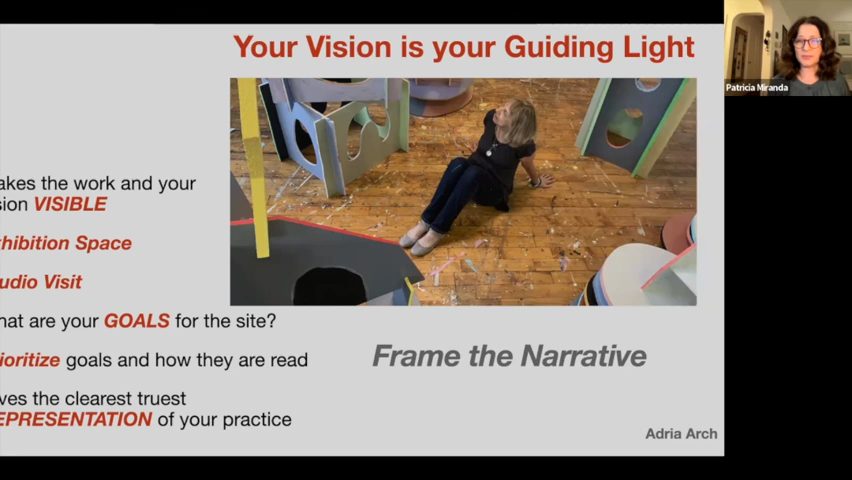 Your Vision is your Guiding Light
Patricia Miranda
akes the work and your
sion VISIBLE
hibition Space
udio Visit
hat are your GOALS for the site?
ioritize goals and how they are read
ves the clearest truest
EPRESENTATION of your practice
Frame the Narrative
Adria Arch